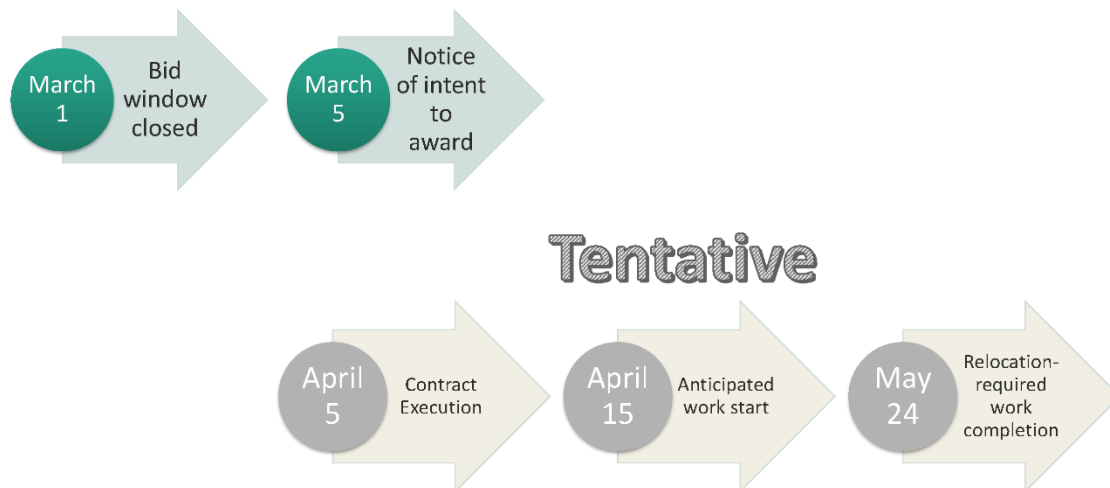 March
1
Bid
window
closed
March
5
Notice
of intent
to
award
Tentative
April
5
Contract
Execution
April
15
Anticipated
work start
May
24
Relocation-
required
work
completion